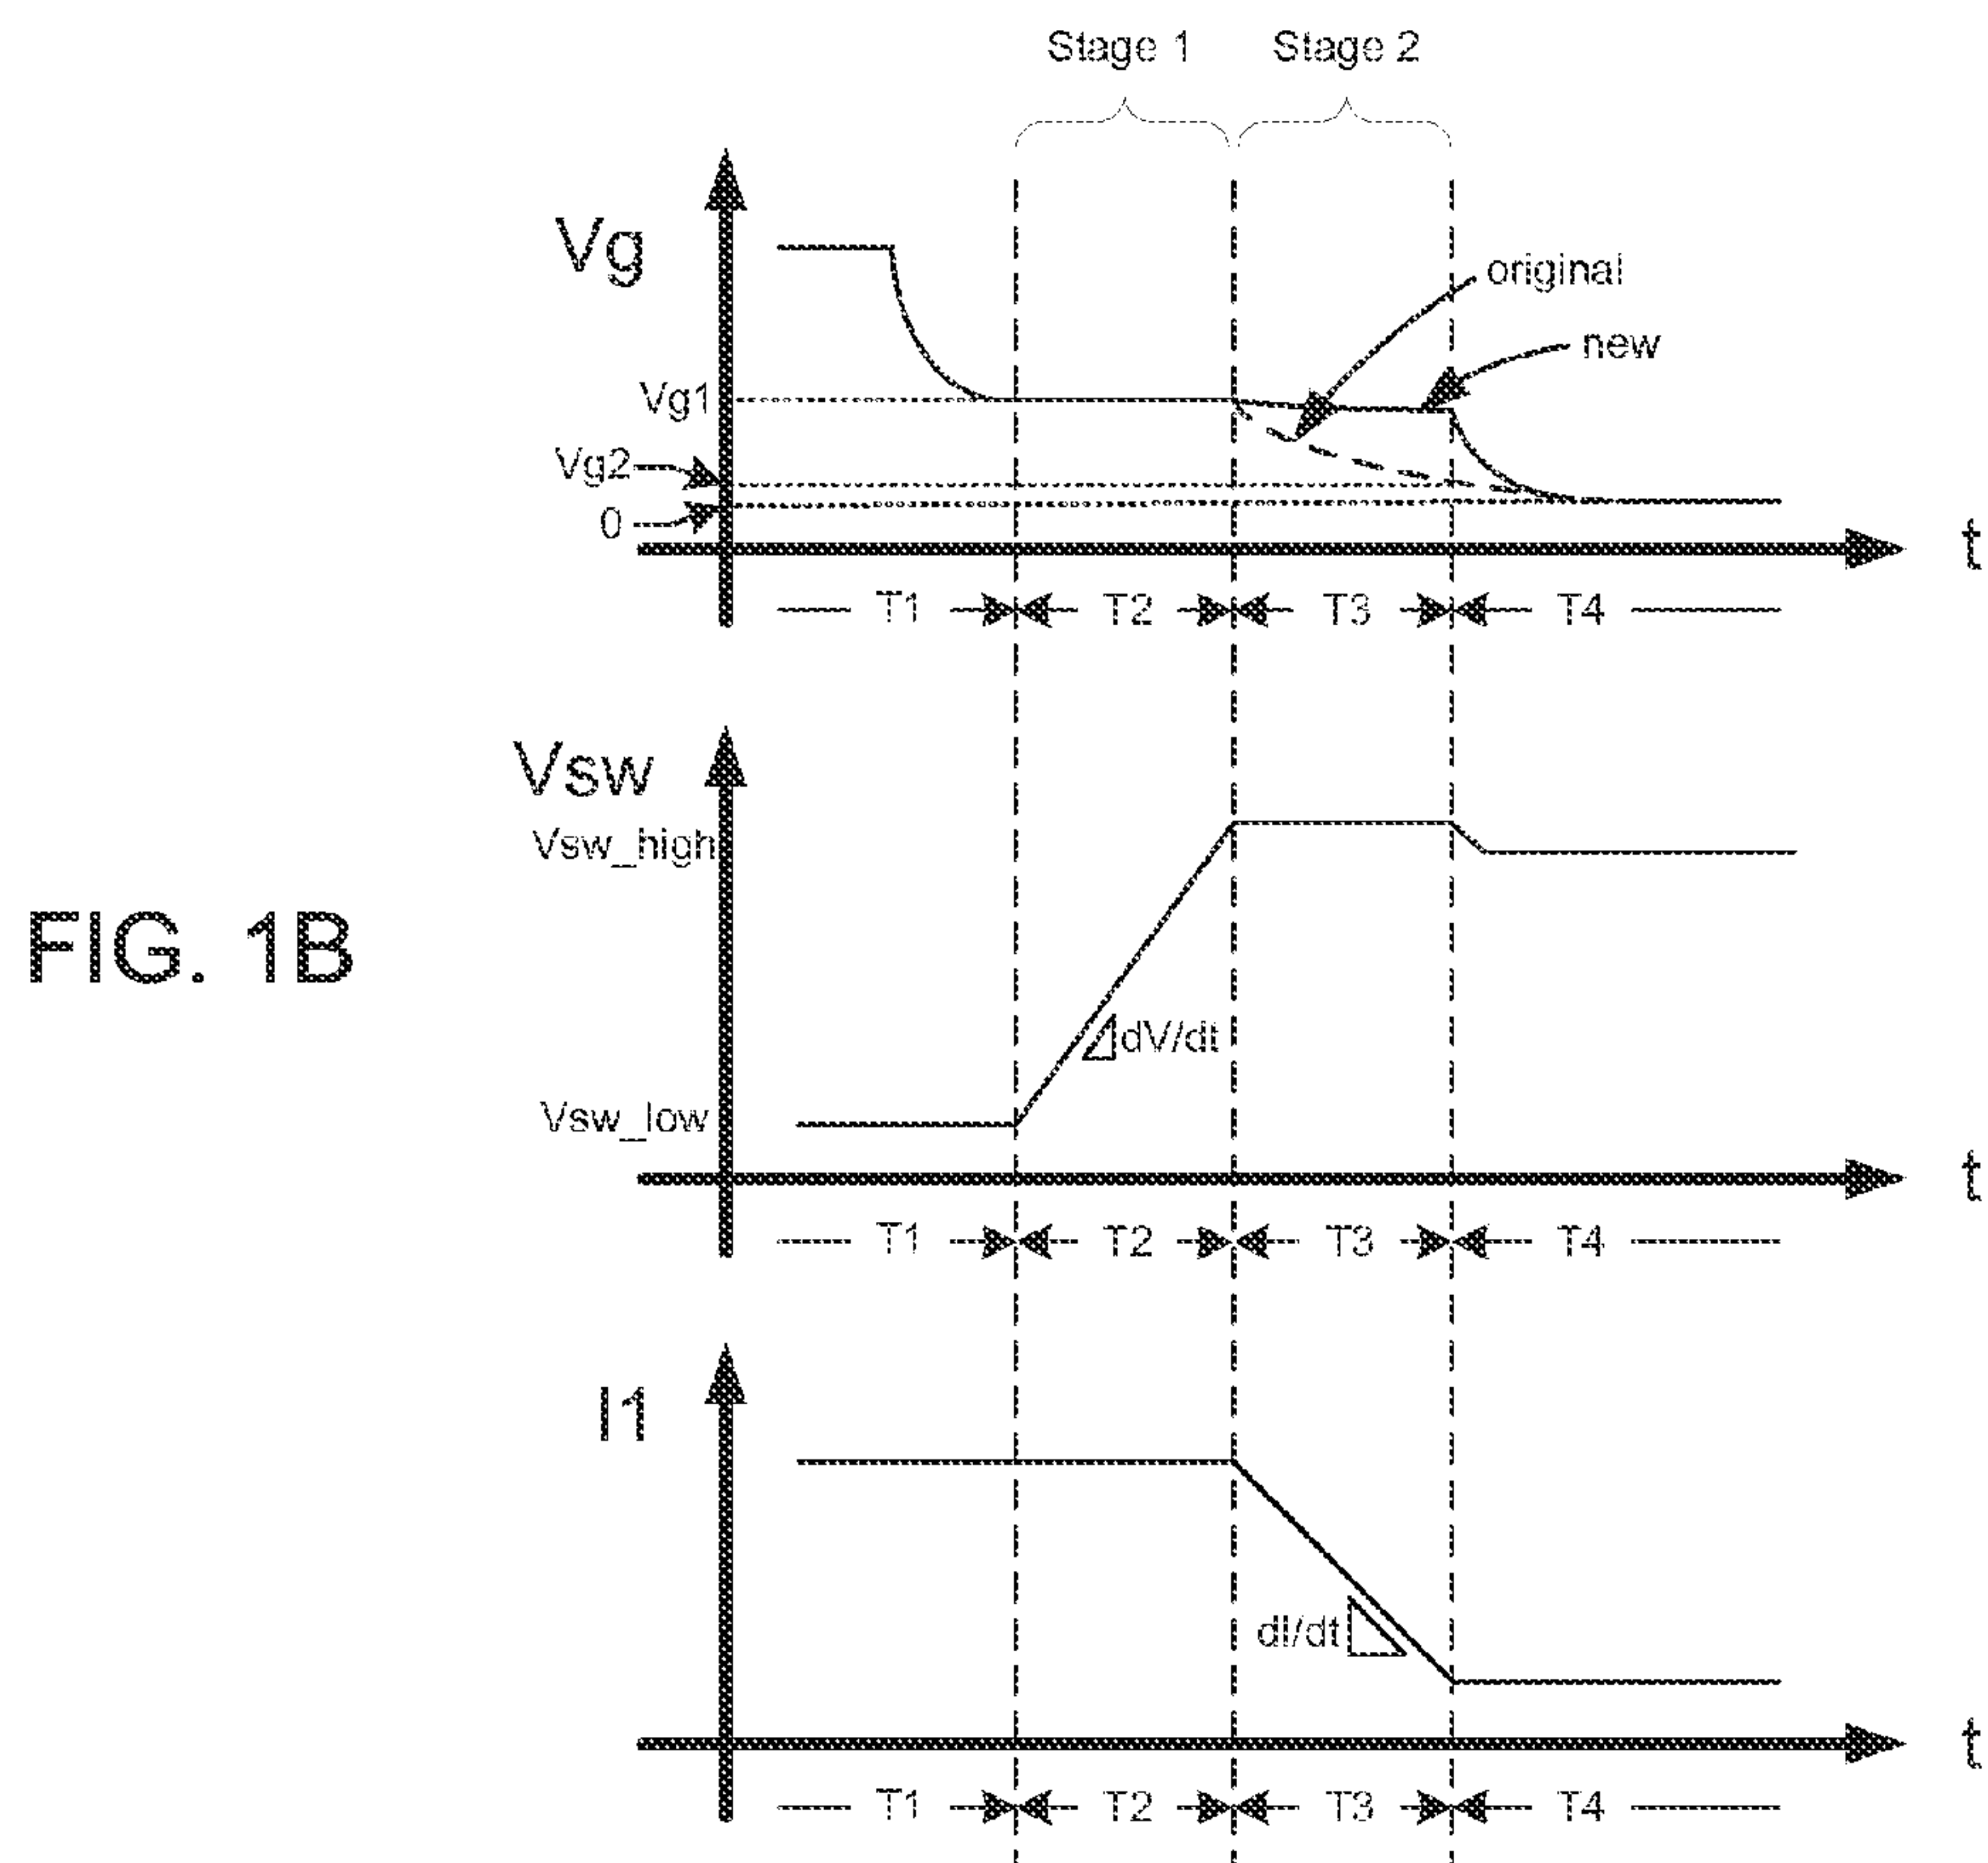 Stage 1 Stage 2
Vg
original
new
Vg1
Vg2
0
t
T1 T2 T3 T4
Vsw
Vsw_high
FIG. 1B
dV/dt
Vsw_low
t
T1 T2 T3 T4
I1
dI/dt
t
T1 T2 T3 T4